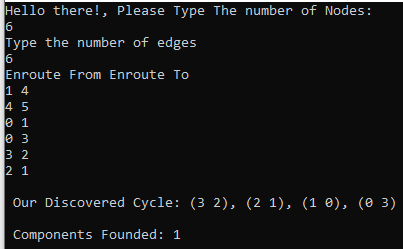 Hello there!, Please Type The number of Nodes:
6
Type the number of edges
6
Enroute From Enroute To
1 4
4 5
0 1
0 3
3 2
2 1
Our Discovered Cycle: (3 2), (2 1), (1 0), (0 3)
Components Founded: 1